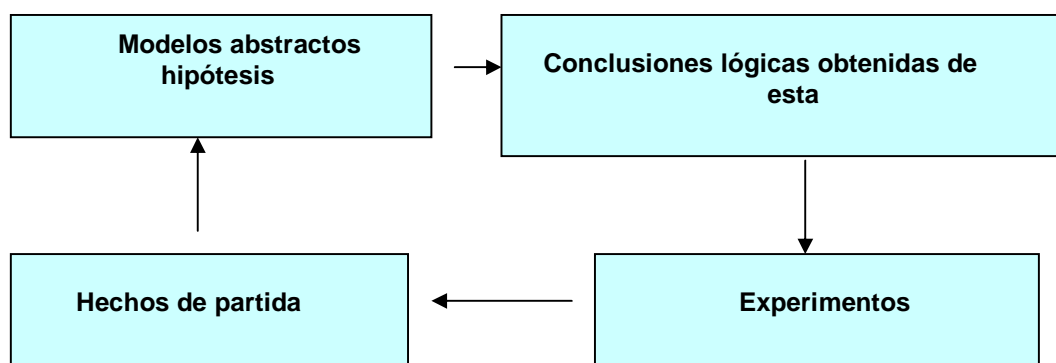 Modelos abstractos
hipótesis
Conclusiones lógicas obtenidas de
esta
Hechos de partida
Experimentos